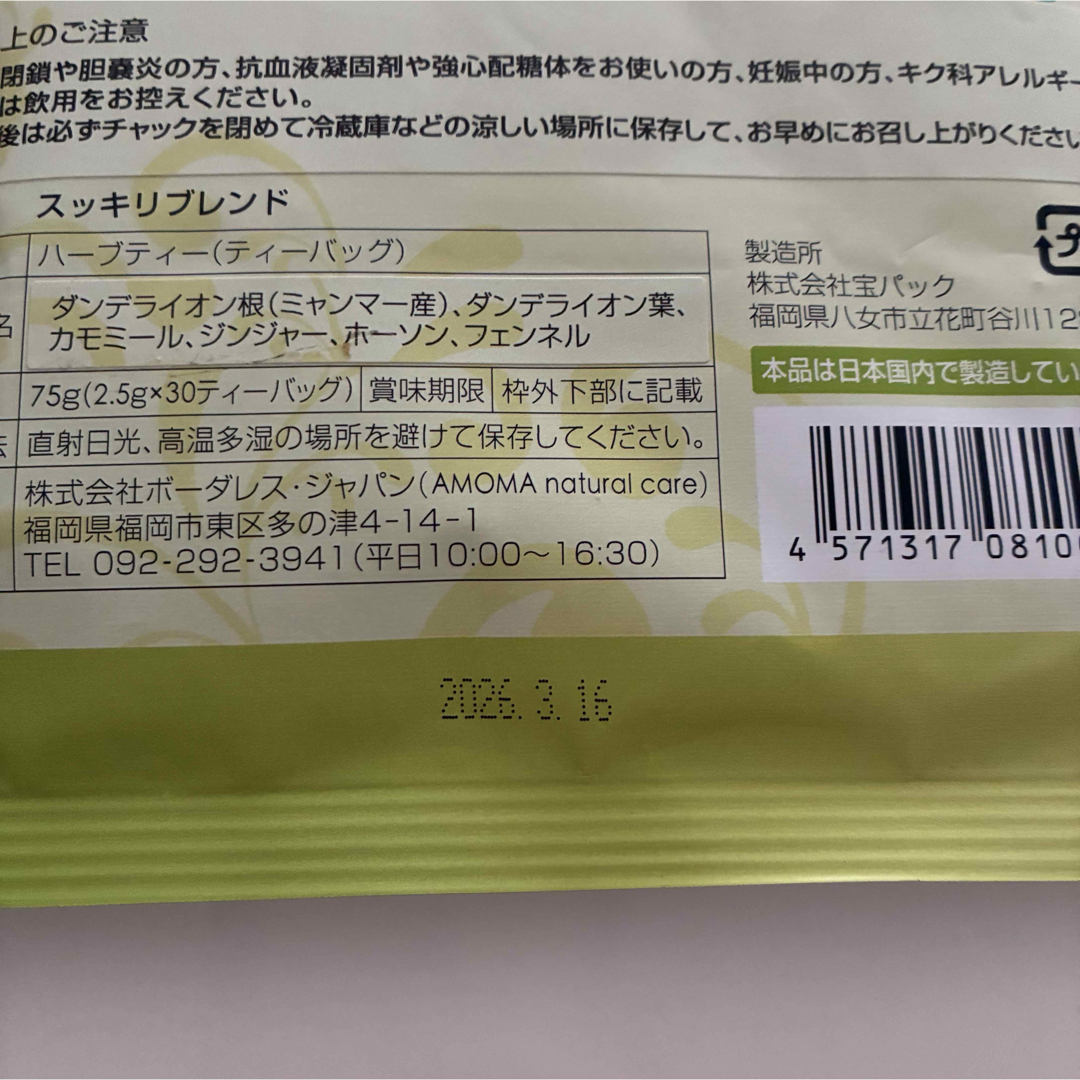 上のご注意
閉鎖や胆嚢炎の方、抗血液凝固剤や強心配糖体をお使いの方、妊娠中の方、キク科アレルギー
は飲用をお控えください。
後は必ずチャックを閉めて冷蔵庫などの涼しい場所に保存して、お早めにお召し上がりください
スッキリブレンド
ハーブティー(ティーバッグ)
名
ダンデライオン根(ミャンマー産)、ダンデライオン葉、
カモミール、ジンジャー、ホーソン、フェンネル
75g(2.5g×30ティーバッグ) 賞味期限 枠外下部に記載
法 直射日光、高温多湿の場所を避けて保存してください。
株式会社ボーダレス・ジャパン(AMOMA natural care)
福岡県福岡市東区多の津4-14-1
TEL 092-292-3941(平日10:00〜16:30)
プ
製造所
株式会社宝パック
福岡県八女市立花町谷川12
本品は日本国内で製造してい
4 571317 0810
2026. 3. 16